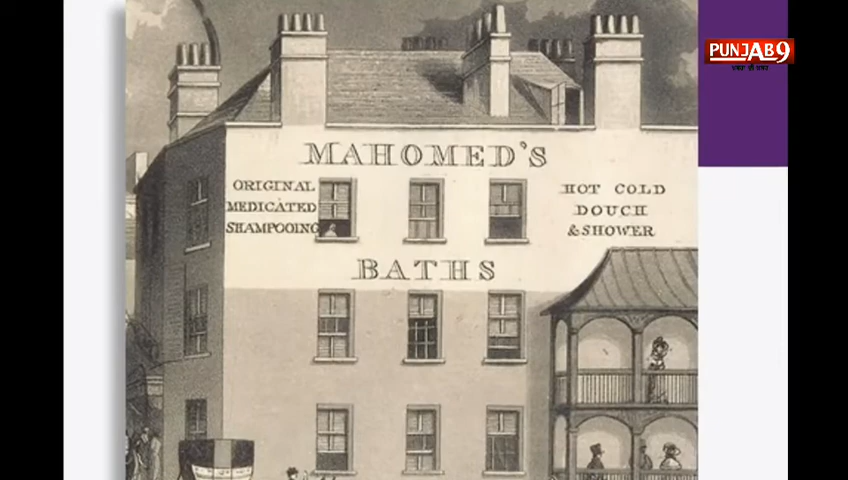 PUNJAB9
MAHOMED'S
ORIGINAL
MEDICATED
SHAMPOOING
HOT COLD
DOUCH
& SHOWER
BATHS